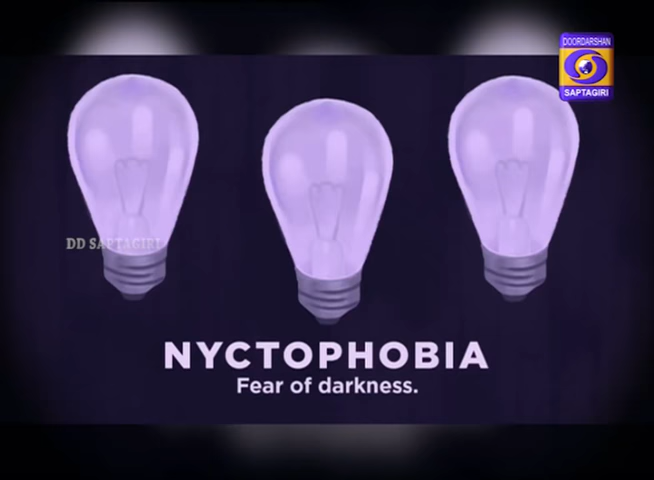 DOORDARSHAN
SAPTAGIRI
DD SAPTAGIRI
NYCTOPHOBIA
Fear of darkness.